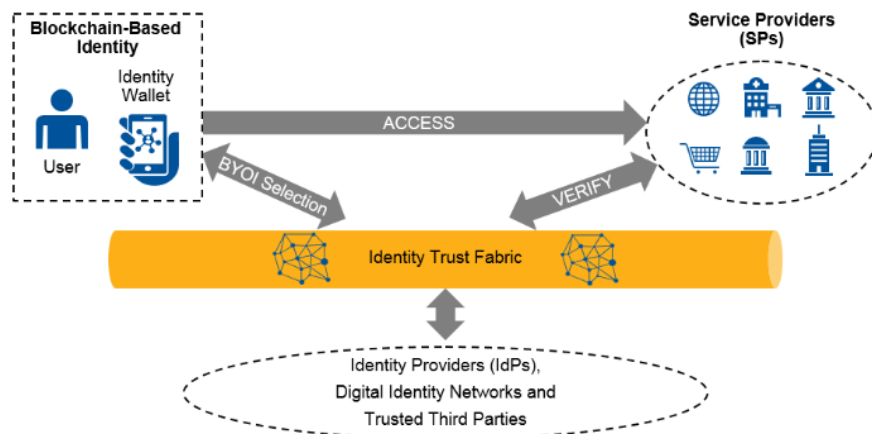 Blockchain-Based
Identity
Identity
Wallet
User
Service Providers
(SPs)
ACCESS
BYOI Selection
VERIFY
Identity Trust Fabric
Identity Providers (IdPs),
Digital Identity Networks and
Trusted Third Parties